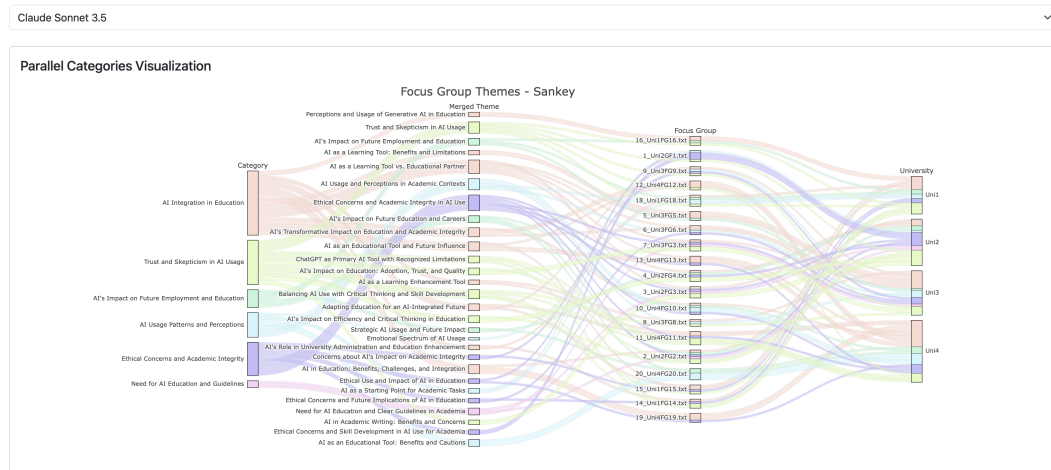 Claude Sonnet 3.5
Parallel Categories Visualization
Focus Group Themes - Sankey
Category
AI Integration in Education
Trust and Skepticism in AI Usage
AI's Impact on Future Employment and Education
AI Usage Patterns and Perceptions
Ethical Concerns and Academic Integrity
Need for AI Education and Guidelines
Merged Theme
Perceptions and Usage of Generative AI in Education
Trust and Skepticism in AI Usage
AI's Impact on Future Employment and Education
AI as a Learning Tool: Benefits and Limitations
AI as a Learning Tool vs. Educational Partner
AI Usage and Perceptions in Academic Contexts
Ethical Concerns and Academic Integrity in AI Use
AI's Impact on Future Education and Careers
AI's Transformative Impact on Education and Academic Integrity
AI as an Educational Tool and Future Influence
ChatGPT as Primary AI Tool with Recognized Limitations
AI's Impact on Education: Adoption, Trust, and Quality
AI as a Learning Enhancement Tool
Balancing AI Use with Critical Thinking and Skill Development
Adapting Education for an AI-Integrated Future
AI's Impact on Efficiency and Critical Thinking in Education
Strategic AI Usage and Future Impact
Emotional Spectrum of AI Usage
AI's Role in University Administration and Education Enhancement
Concerns about AI's Impact on Academic Integrity
AI in Education: Benefits, Challenges, and Integration
Ethical Use and Impact of AI in Education
AI as a Starting Point for Academic Tasks
Ethical Concerns and Future Implications of AI in Education
Need for AI Education and Clear Guidelines in Academia
AI in Academic Writing: Benefits and Concerns
Ethical Concerns and Skill Development in AI Use for Academia
AI as an Educational Tool: Benefits and Cautions
Focus Group
16_Uni1FG16.txt
1_Uni2GF1.txt
9_Uni3FG9.txt
12_Uni4FG12.txt
18_Uni1FG18.txt
5_Uni3FG5.txt
6_Uni3FG6.txt
7_Uni3FG3.txt
13_Uni4FG13.txt
4_Uni2FG4.txt
3_Uni2FG3.txt
10_Uni4FG10.txt
8_Uni3FG8.txt
11_Uni4FG11.txt
2_Uni2FG2.txt
20_Uni4FG20.txt
15_Uni1FG15.txt
14_Uni1FG14.txt
19_Uni4FG19.txt
University
Uni1
Uni2
Uni3
Uni4